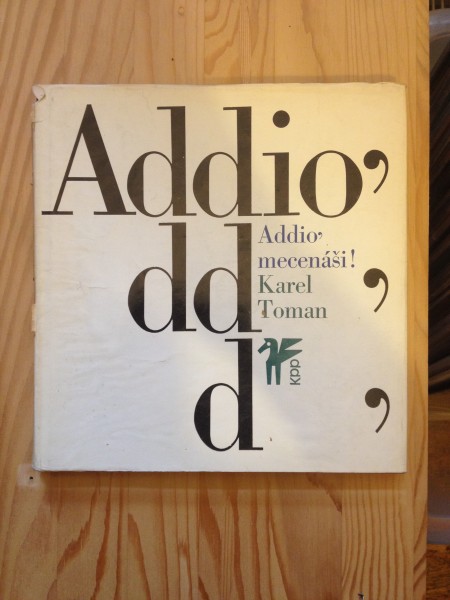 Addio,
dd,
d,
Addio,
mecenáši!
Karel
Toman
kpp